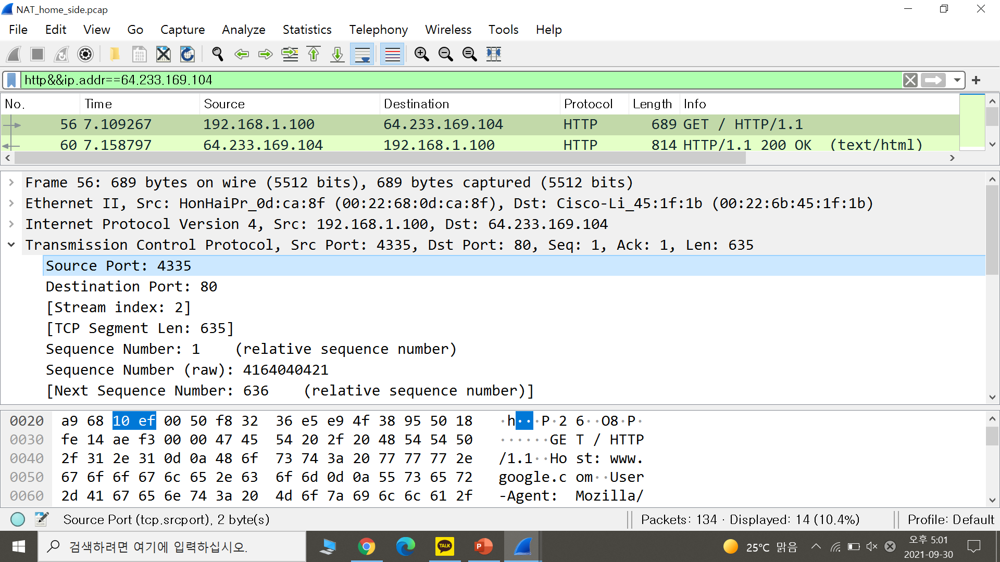 NAT_home_side.pcap
File Edit View Go Capture Analyze Statistics Telephony Wireless Tools Help
http&&ip.addr==64.233.169.104
No. Time Source Destination Protocol Length Info
56 7.109267 192.168.1.100 64.233.169.104 HTTP 689 GET / HTTP/1.1
60 7.158797 64.233.169.104 192.168.1.100 HTTP 814 HTTP/1.1 200 OK (text/html)
Frame 56: 689 bytes on wire (5512 bits), 689 bytes captured (5512 bits)
Ethernet II, Src: HonHaiPr_0d:ca:8f (00:22:68:0d:ca:8f), Dst: Cisco-Li_45:1f:1b (00:22:6b:45:1f:1b)
Internet Protocol Version 4, Src: 192.168.1.100, Dst: 64.233.169.104
Transmission Control Protocol, Src Port: 4335, Dst Port: 80, Seq: 1, Ack: 1, Len: 635
Source Port: 4335
Destination Port: 80
[Stream index: 2]
[TCP Segment Len: 635]
Sequence Number: 1 (relative sequence number)
Sequence Number (raw): 4164040421
[Next Sequence Number: 636 (relative sequence number)]
0020 a9 68 10 ef 00 50 f8 32 36 e5 e9 4f 38 95 50 18 ·h···P·2 6··O8·P·
0030 fe 14 ae f3 00 00 47 45 54 20 2f 20 48 54 54 50 ······GE T / HTTP
0040 2f 31 2e 31 0d 0a 48 6f 73 74 3a 20 77 77 77 2e /1.1··Ho st: www.
0050 67 6f 6f 67 6c 65 2e 63 6f 6d 0d 0a 55 73 65 72 google.c om··User
0060 2d 41 67 65 6e 74 3a 20 4d 6f 7a 69 6c 6c 61 2f -Agent: Mozilla/
Source Port (tcp.srcport), 2 byte(s) Packets: 134 · Displayed: 14 (10.4%) Profile: Default
검색하려면 여기에 입력하십시오. TALK P 25°C 맑음 오후 5:01
2021-09-30